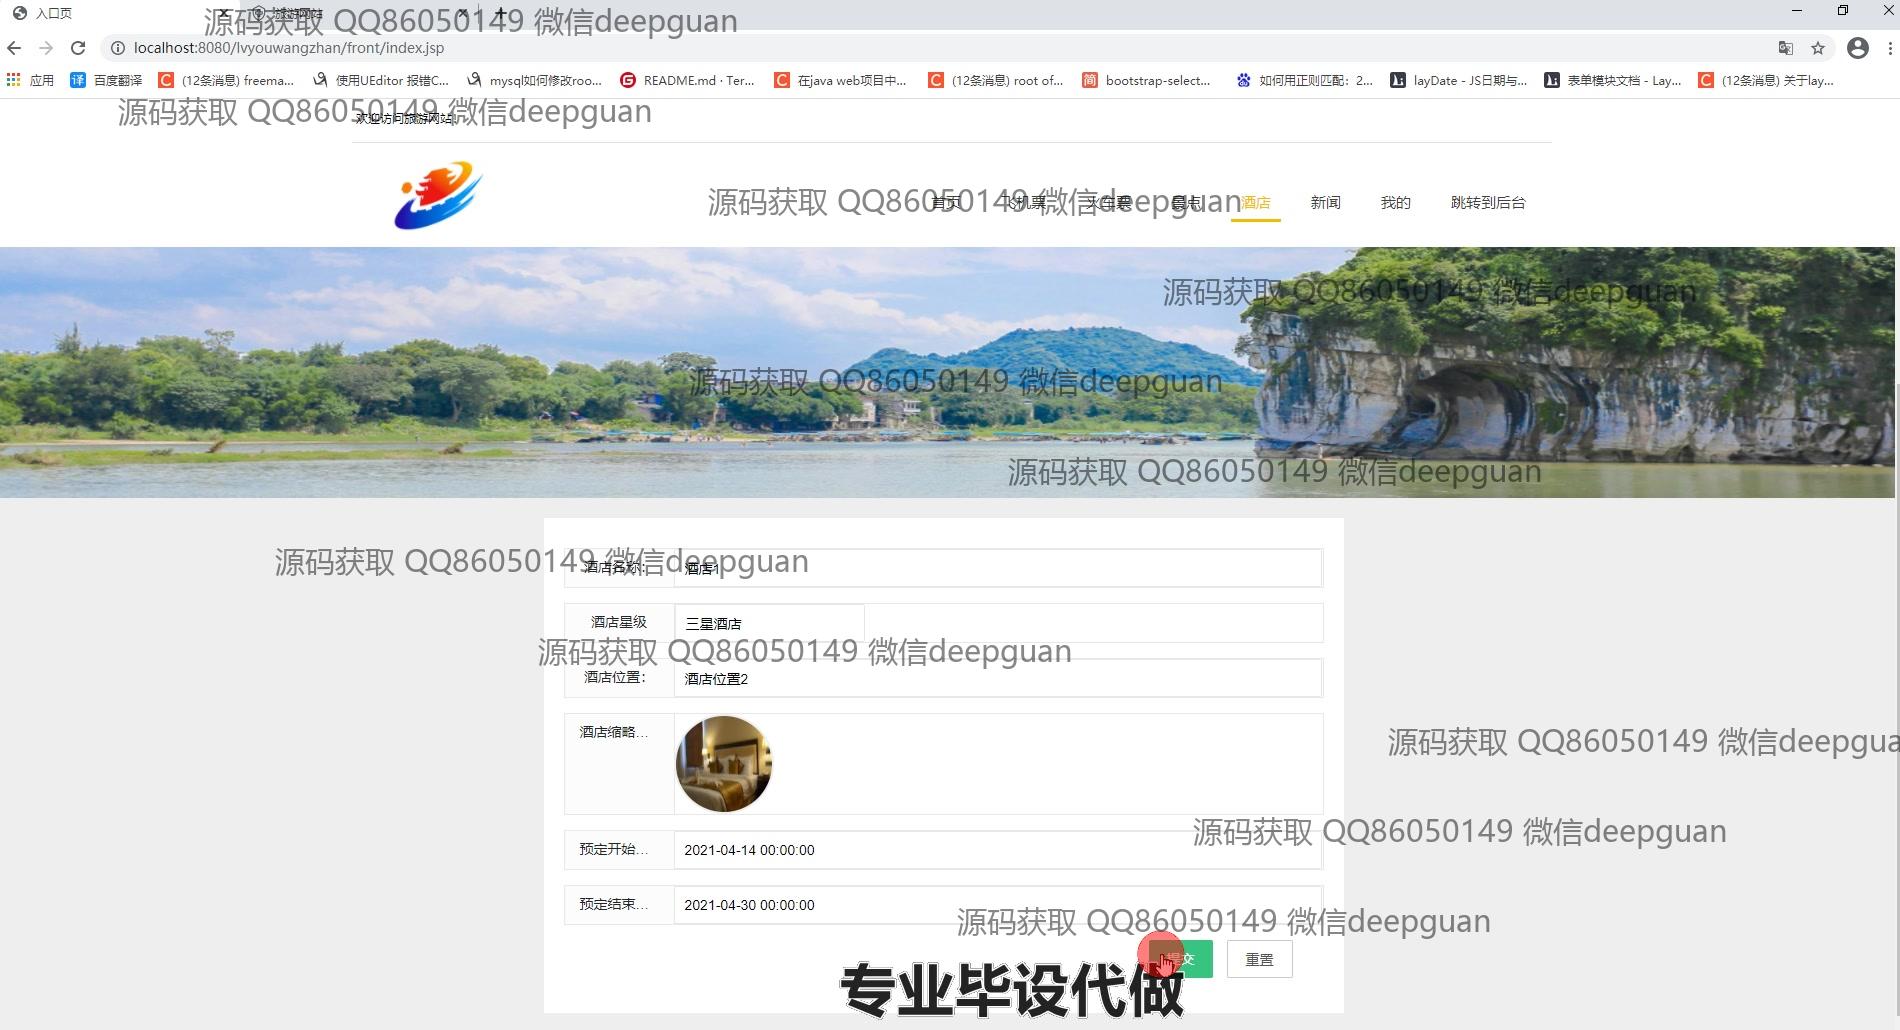 入口页
旅游网站
源码获取 QQ86050149 微信deepguan
localhost:8080/lvyouwangzhan/front/index.jsp
应用
百度翻译
(12条消息) freema...
使用UEditor 报错C...
mysql如何修改roo...
README.md · Ter...
在java web项目中...
(12条消息) root of...
bootstrap-select...
如何用正则匹配：2...
layDate - JS日期与...
表单模块文档 - Lay...
(12条消息) 关于lay...
源码获取 QQ86050149 微信deepguan
欢迎访问旅游网站
源码获取 QQ86050149 微信deepguan
首页
飞机票
火车票
景点
酒店
新闻
我的
跳转到后台
源码获取 QQ86050149 微信deepguan
源码获取 QQ86050149 微信deepguan
源码获取 QQ86050149 微信deepguan
源码获取 QQ86050149 微信deepguan
酒店名称：
酒店1
酒店星级
三星酒店
源码获取 QQ86050149 微信deepguan
酒店位置：
酒店位置2
酒店缩略...
源码获取 QQ86050149 微信deepgua
源码获取 QQ86050149 微信deepguan
预定开始...
2021-04-14 00:00:00
预定结束...
2021-04-30 00:00:00
源码获取 QQ86050149 微信deepguan
提交
重置
专业毕设代做